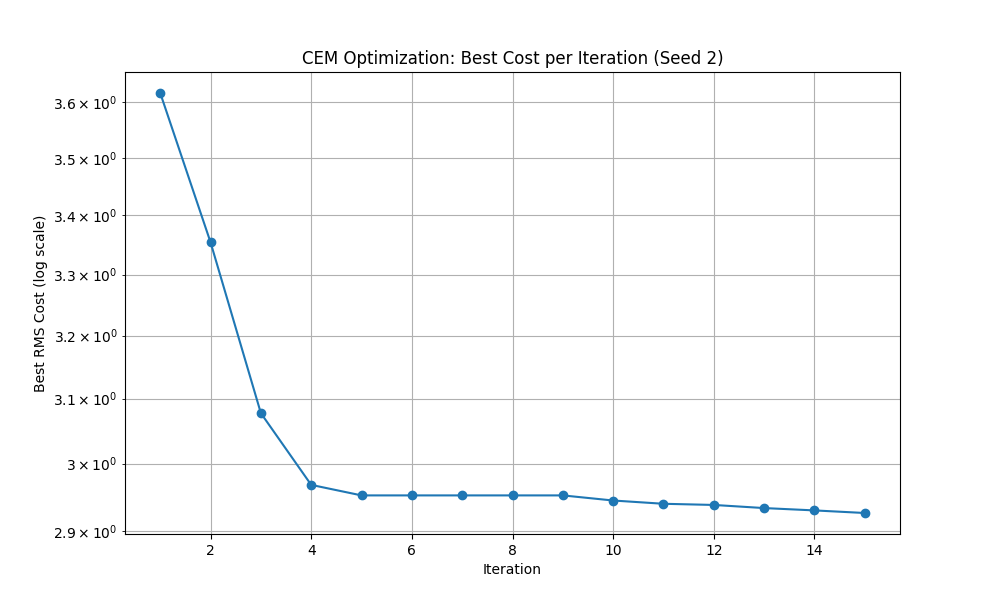 CEM Optimization: Best Cost per Iteration (Seed 2)
3.6 × 10⁰
3.5 × 10⁰
3.4 × 10⁰
3.3 × 10⁰
3.2 × 10⁰
3.1 × 10⁰
3 × 10⁰
2.9 × 10⁰
Best RMS Cost (log scale)
2 4 6 8 10 12 14
Iteration